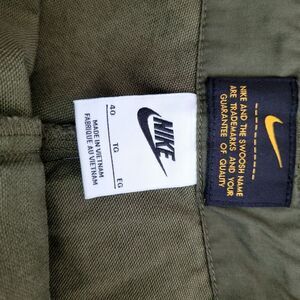 NIKE
40 TG EG
MADE IN VIETNAM
FABRIQUÉ AU VIETNAM
NIKE AND THE SWOOSH NAME
ARE TRADEMARKS AND YOUR
GUARANTEE OF QUALITY